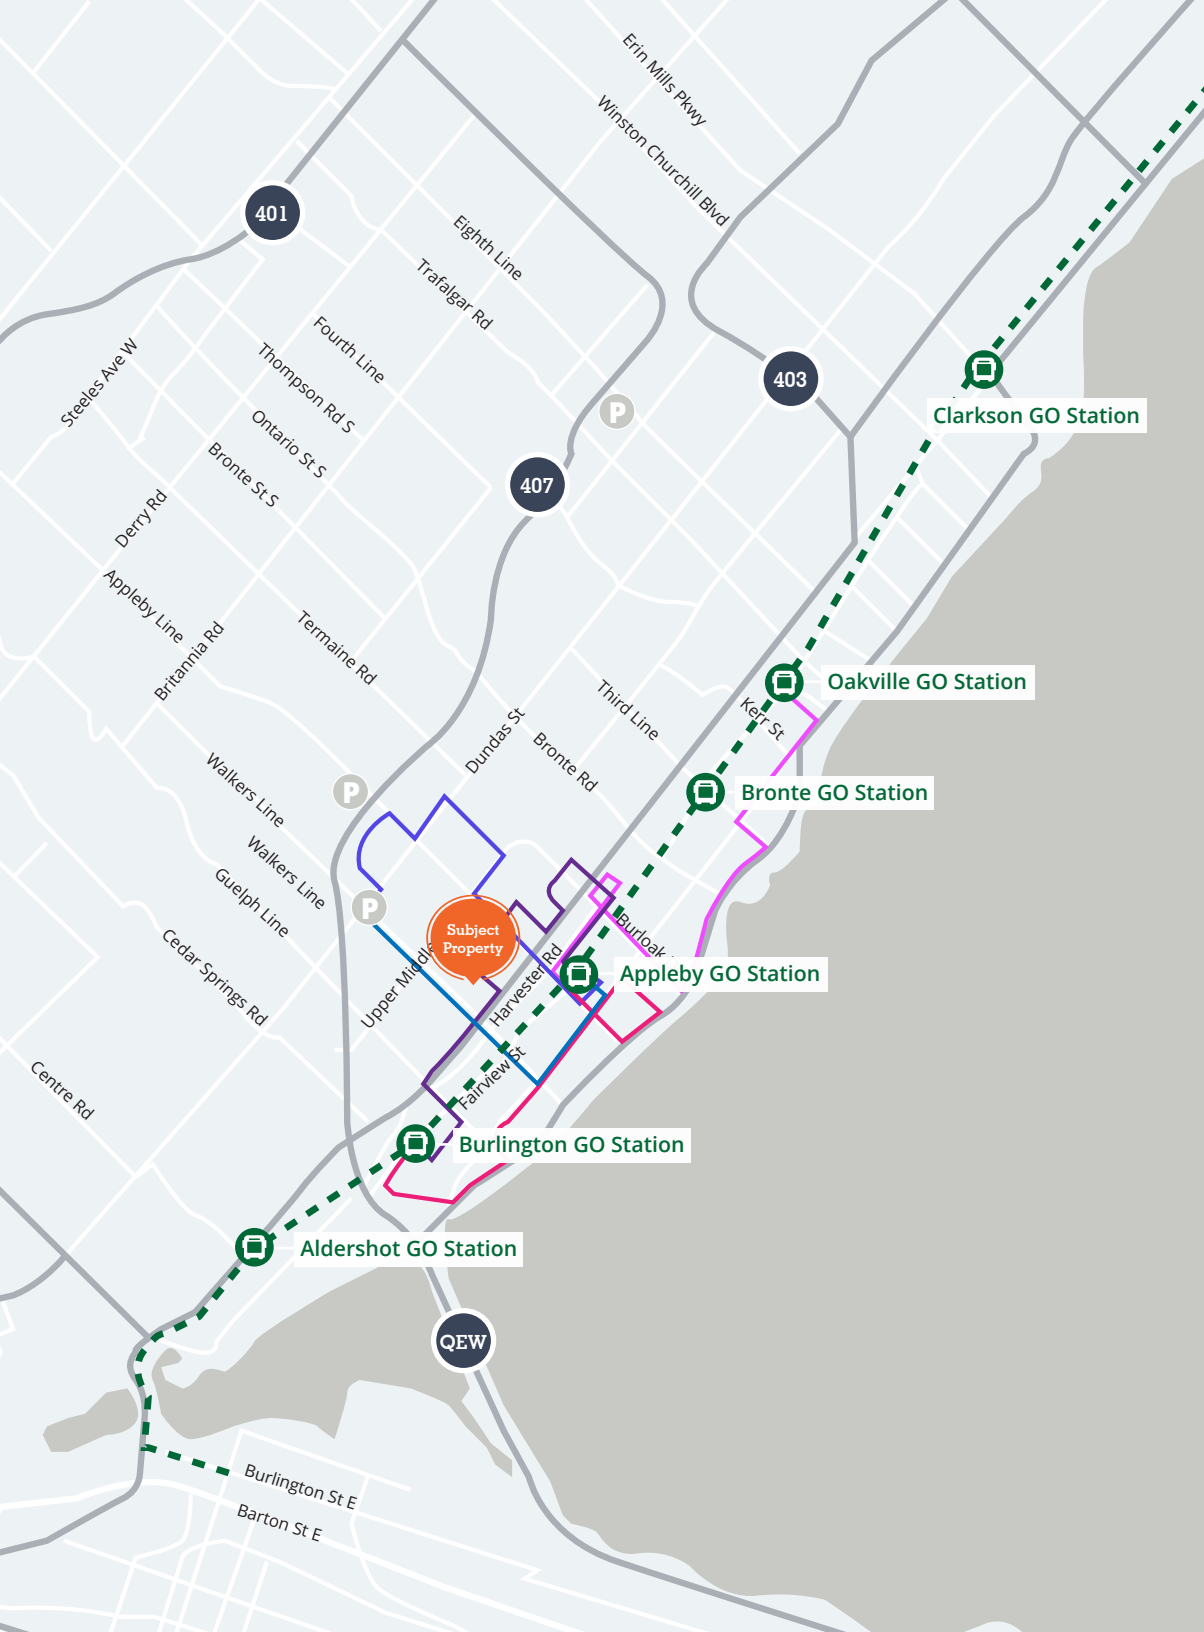 Erin Mills Pkwy
Winston Churchill Blvd
401
Eighth Line
Trafalgar Rd
Fourth Line
Thompson Rd S
Steeles Ave W
403
Clarkson GO Station
P
Ontario St S
Bronte St S
407
Derry Rd
Appleby Line
Britannia Rd
Termaine Rd
Oakville GO Station
Third Line
Kerr St
Dundas St
Bronte Rd
Bronte GO Station
P
Walkers Line
Walkers Line
Guelph Line
P
Subject
Property
Burloak
Cedar Springs Rd
Upper Middle
Harvester Rd
Appleby GO Station
Fairview St
Centre Rd
Burlington GO Station
Aldershot GO Station
QEW
Burlington St E
Barton St E